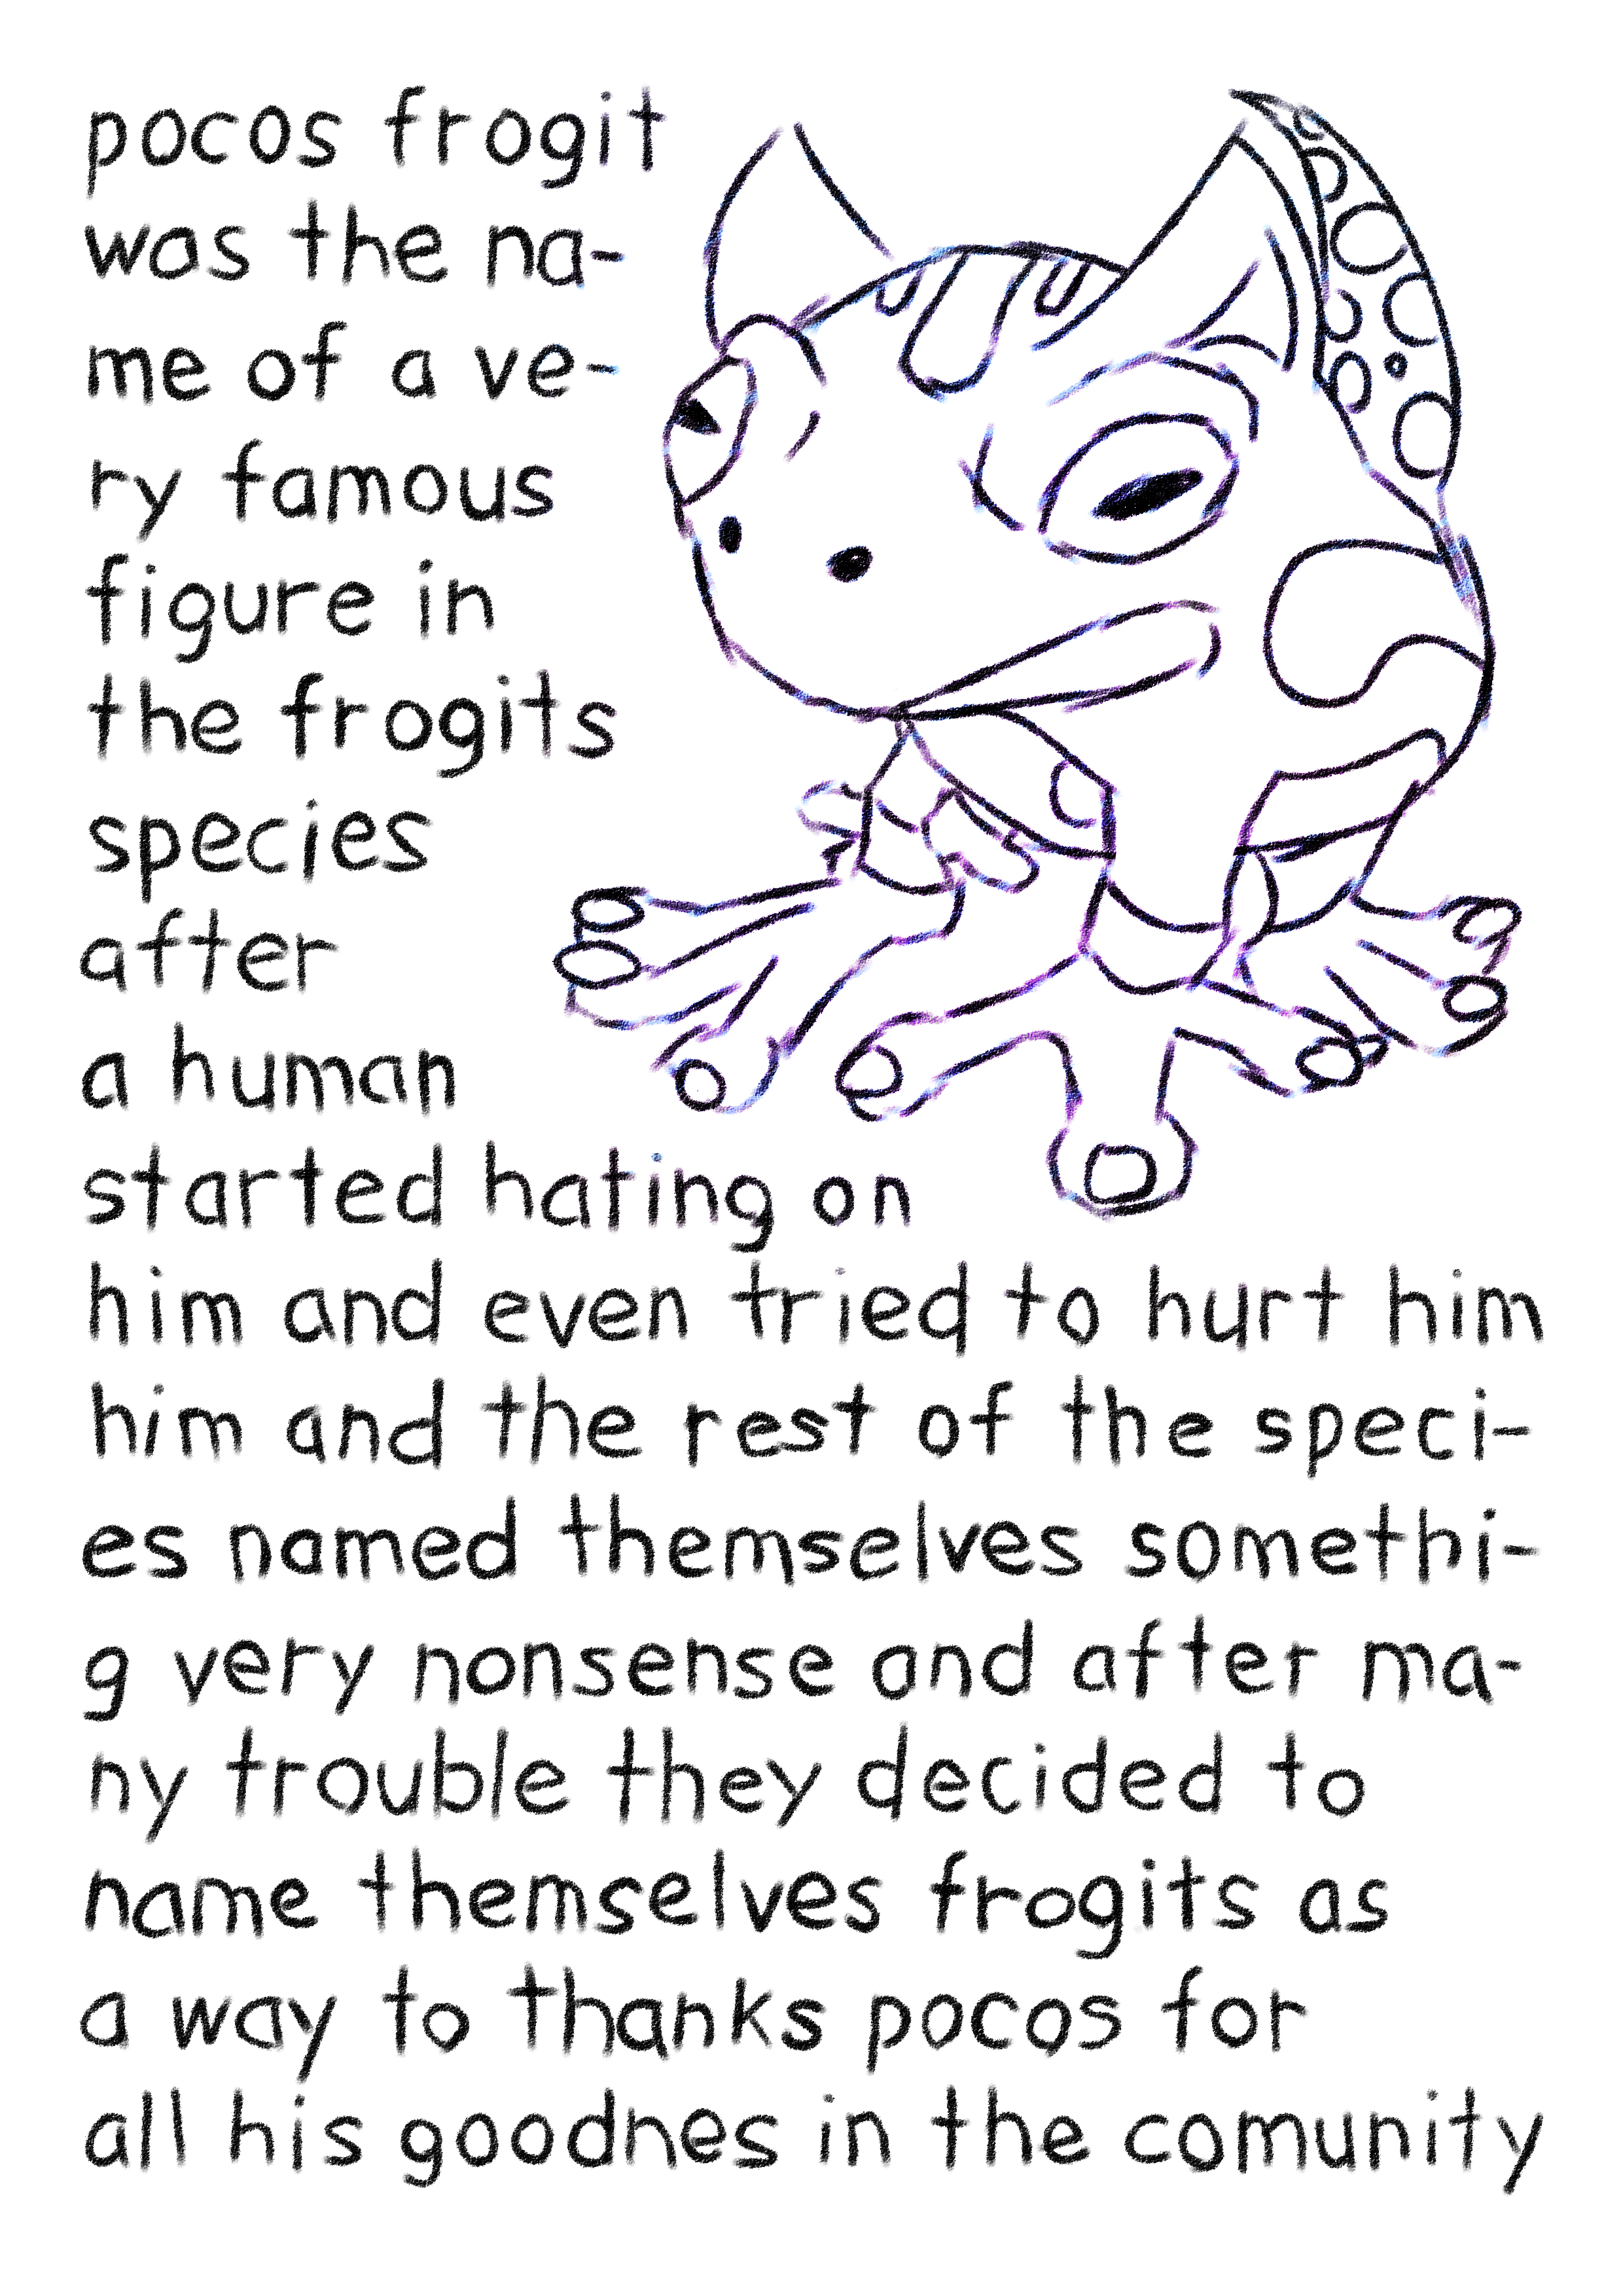 pocos frogit
was the na-
me of a ve-
ry famous
figure in
the frogits
species
after
a human
started hating on
him and even tried to hurt him
him and the rest of the speci-
es named themselves somethi-
g very nonsense and after ma-
ny trouble they decided to
name themselves frogits as
a way to thanks pocos for
all his goodnes in the comunity